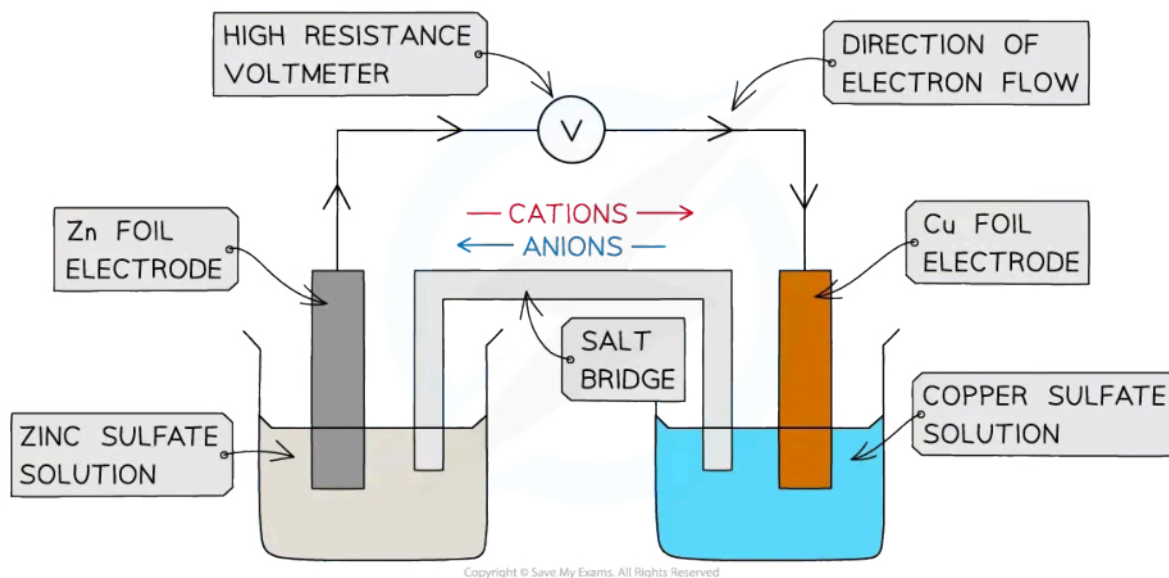 HIGH RESISTANCE
VOLTMETER
DIRECTION OF
ELECTRON FLOW
V
Zn FOIL
ELECTRODE
CATIONS
ANIONS
Cu FOIL
ELECTRODE
SALT
BRIDGE
ZINC SULFATE
SOLUTION
COPPER SULFATE
SOLUTION
Copyright © Save My Exams. All Rights Reserved